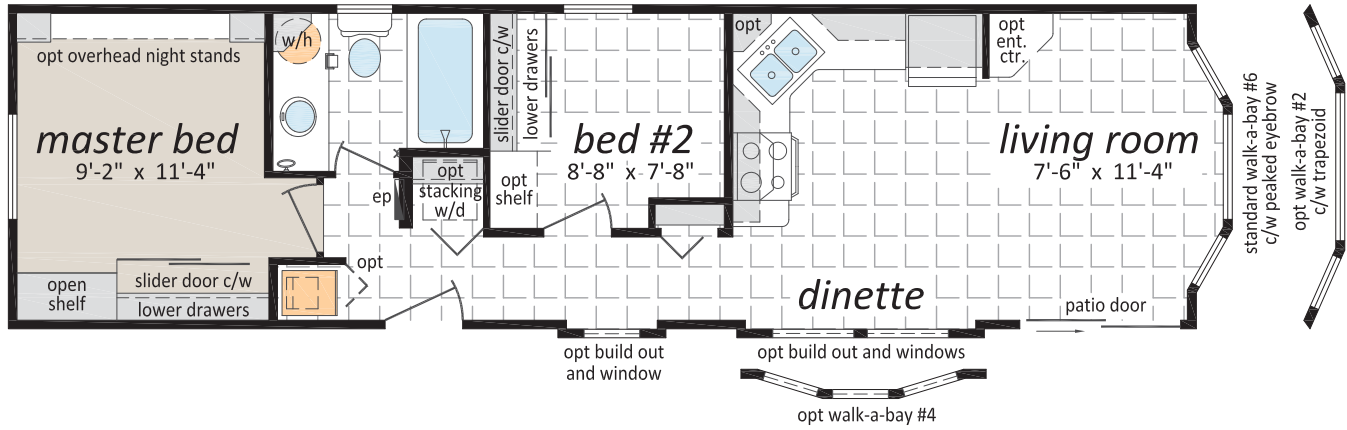 opt overhead night stands
master bed
9'-2" x 11'-4"
open
shelf
slider door c/w
lower drawers
w/h
ep
opt
stacking
w/d
opt
slider door c/w
lower drawers
bed #2
8'-8" x 7'-8"
opt
shelf
opt
opt
ent.
ctr.
living room
7'-6" x 11'-4"
dinette
patio door
standard walk-a-bay #6
c/w peaked eyebrow
opt walk-a-bay #2
c/w trapezoid
opt build out
and window
opt build out and windows
opt walk-a-bay #4